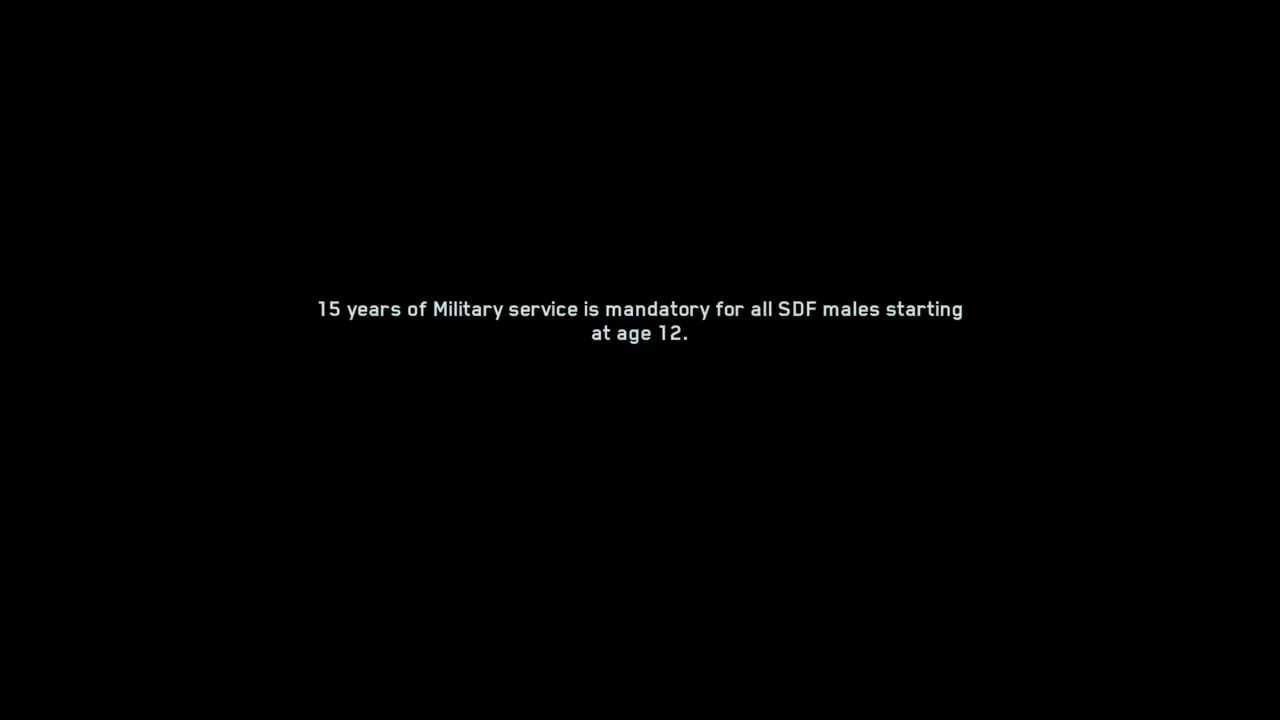 15 years of Military service is mandatory for all SDF males starting
at age 12.